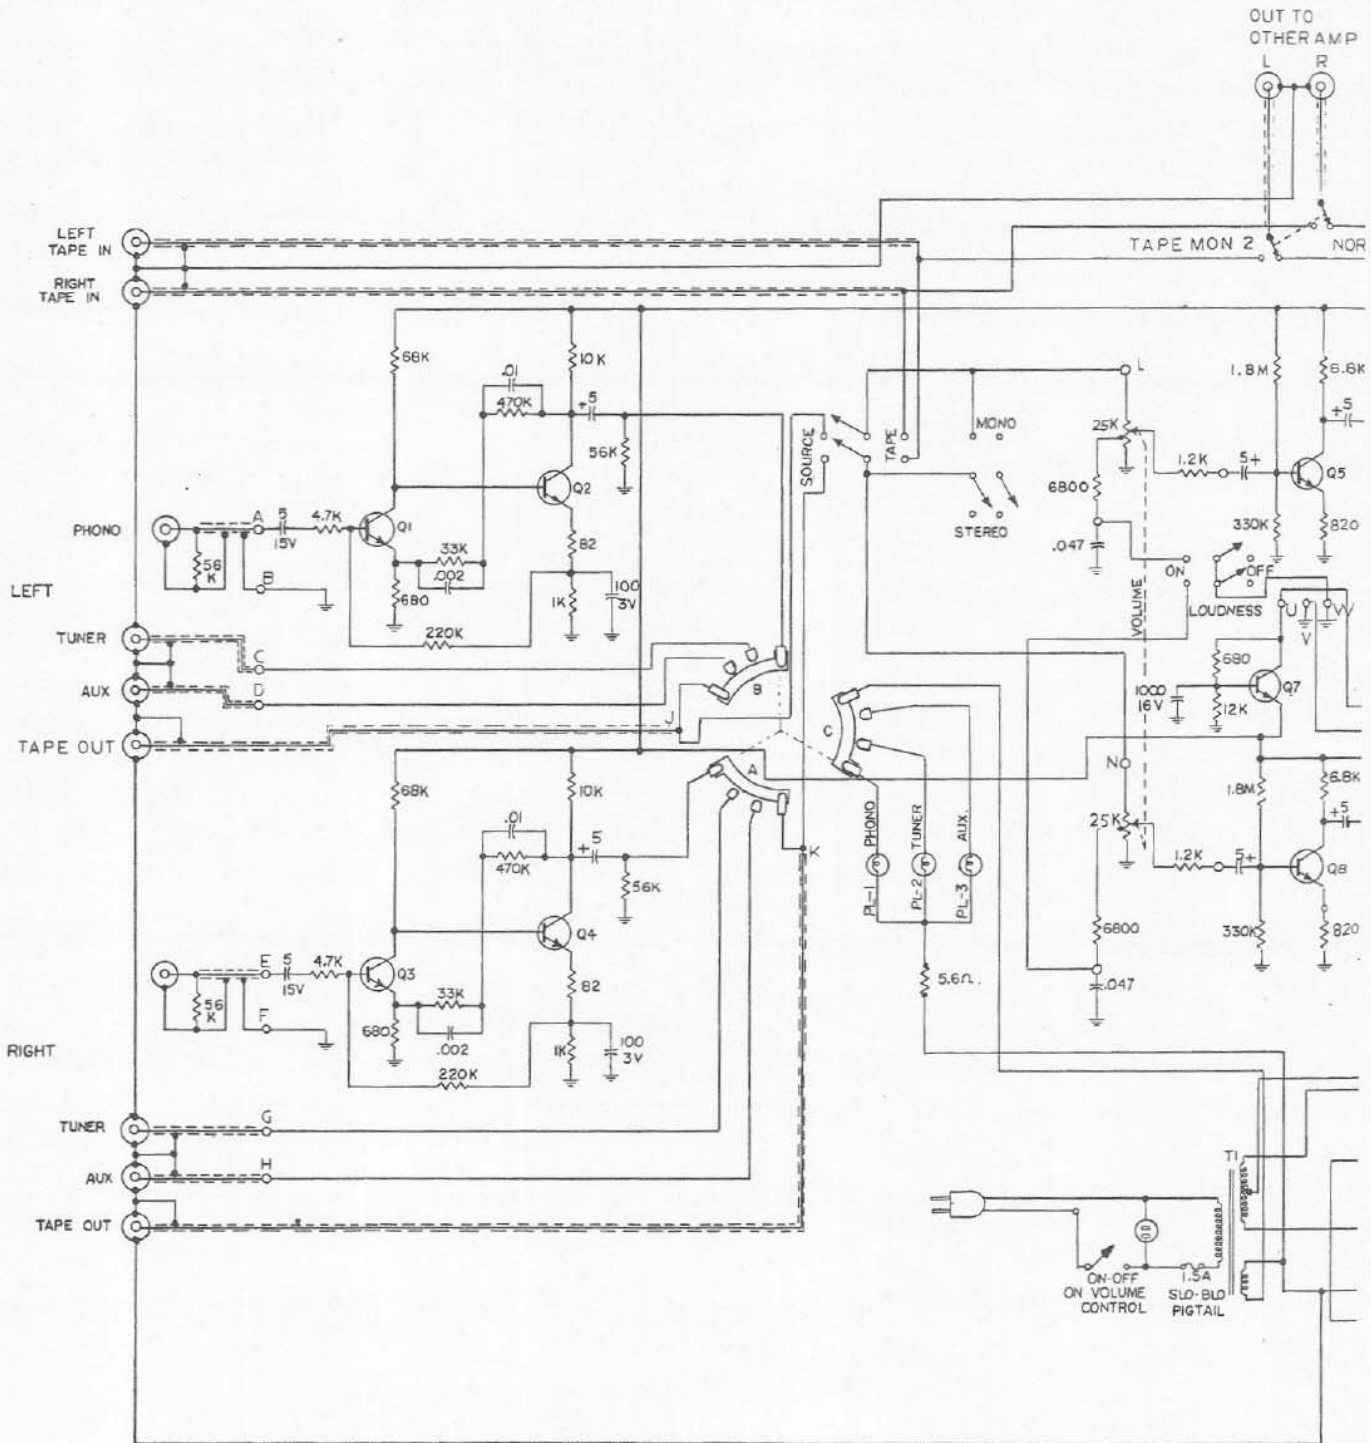 OUT TO
OTHER AMP
L R
LEFT
TAPE IN
RIGHT
TAPE IN
TAPE MON 2
NOR
68K
10K
.01
470K
+5
56K
1.8M
6.8K
+5
L
25K
MONO
SOURCE
TAPE
STEREO
1.2K
5+
Q5
6800
330K
820
.047
ON
OFF
LOUDNESS
VOLUME
U
V
W
PHONO
A
5
15V
4.7K
Q1
Q2
56
K
B
33K
.002
680
82
1K
100
3V
220K
LEFT
TUNER
C
AUX
D
TAPE OUT
J
B
C
A
680
Q7
1000
16V
12K
N
68K
10K
.01
470K
+5
56K
K
1.8M
6.8K
+5
25K
1.2K
5+
Q8
6800
330K
820
.047
PL-1 PHONO
PL-2 TUNER
PL-3 AUX.
5.6Ω.
E
5
15V
4.7K
Q3
Q4
56
K
F
33K
.002
680
82
1K
100
3V
220K
RIGHT
TUNER
G
AUX
H
TAPE OUT
T1
ON-OFF
ON VOLUME
CONTROL
1.5A
SLO-BLO
PIGTAIL